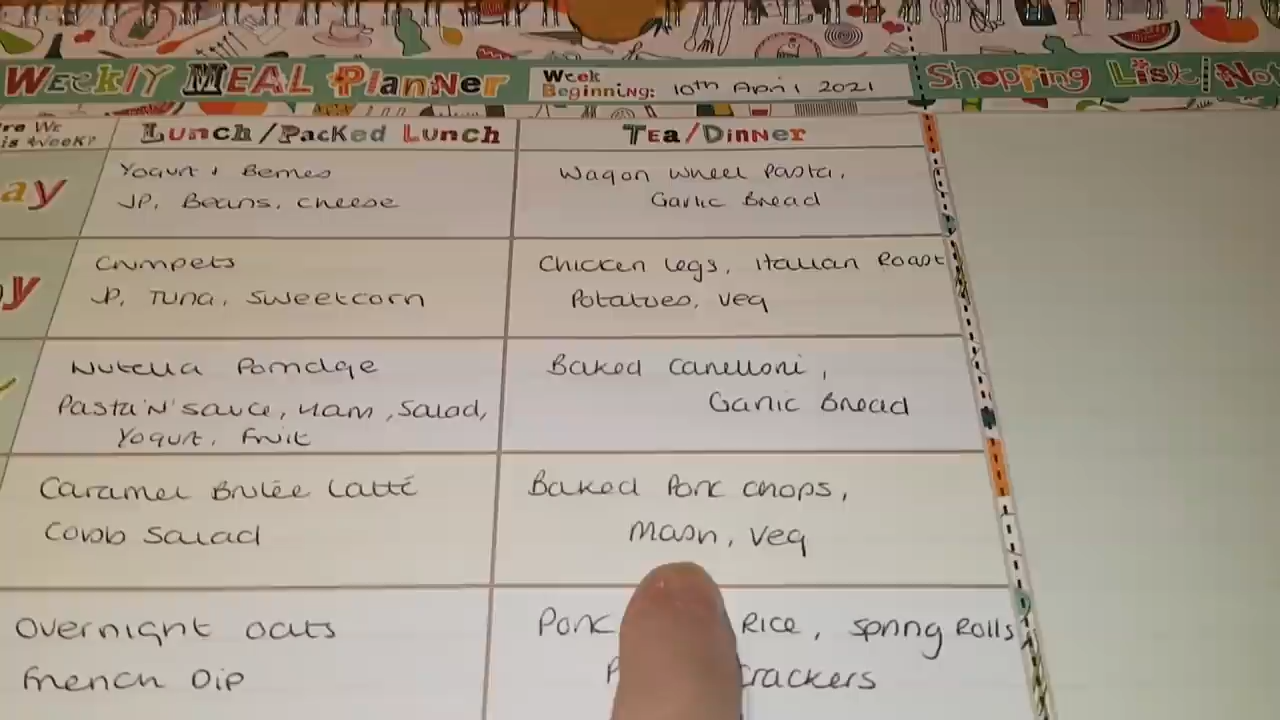 Weekly Meal Planner
Week Beginning: 10th April 2021
Shopping List
Lunch/Packed Lunch
Tea/Dinner
Yogurt + Berries
JP, Beans, Cheese
Wagon Wheel Pasta,
Garlic Bread
Crumpets
JP, Tuna, Sweetcorn
Chicken legs, Italian Roast
Potatoes, Veg
Nutella Porridge
Pasta 'N' Sauce, Ham, Salad,
Yogurt, Fruit
Baked Canelloni,
Garlic Bread
Caramel Brulée Latté
Cobb Salad
Baked Pork Chops,
Mash, Veg
Overnight Oats
French Dip
Pork Rice, Spring Rolls
Crackers